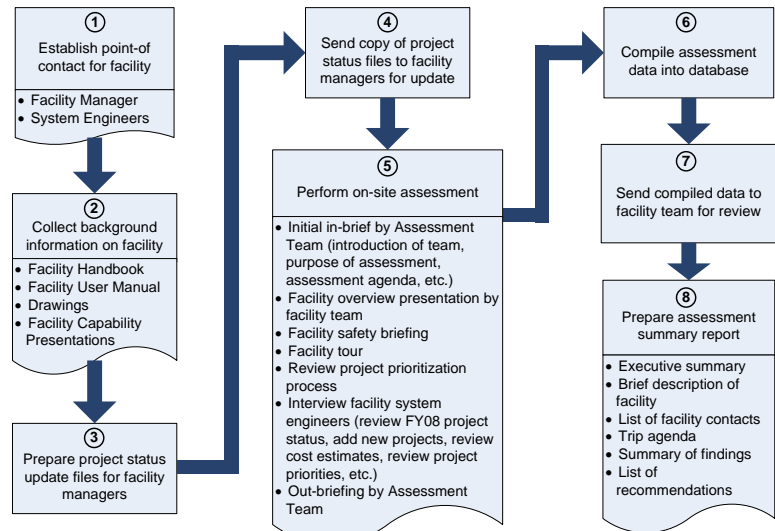 1
Establish point-of
contact for facility
• Facility Manager
• System Engineers
2
Collect background
information on facility
• Facility Handbook
• Facility User Manual
• Drawings
• Facility Capability
Presentations
3
Prepare project status
update files for facility
managers
4
Send copy of project
status files to facility
managers for update
5
Perform on-site assessment
• Initial in-brief by Assessment
Team (introduction of team,
purpose of assessment,
assessment agenda, etc.)
• Facility overview presentation by
facility team
• Facility safety briefing
• Facility tour
• Review project prioritization
process
• Interview facility system
engineers (review FY08 project
status, add new projects, review
cost estimates, review project
priorities, etc.)
• Out-briefing by Assessment
Team
6
Compile assessment
data into database
7
Send compiled data to
facility team for review
8
Prepare assessment
summary report
• Executive summary
• Brief description of
facility
• List of facility contacts
• Trip agenda
• Summary of findings
• List of
recommendations